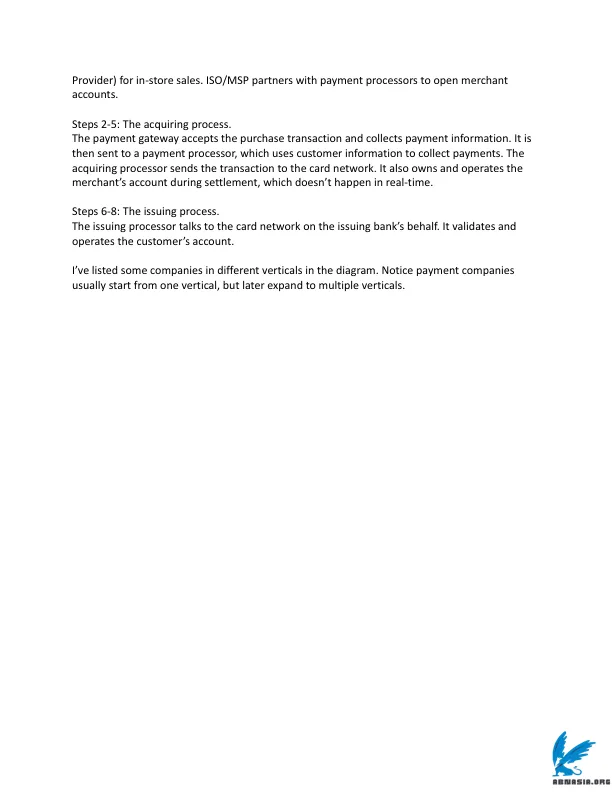 Provider) for in-store sales. ISO/MSP partners with payment processors to open merchant
accounts.
Steps 2-5: The acquiring process.
The payment gateway accepts the purchase transaction and collects payment information. It is
then sent to a payment processor, which uses customer information to collect payments. The
acquiring processor sends the transaction to the card network. It also owns and operates the
merchant’s account during settlement, which doesn’t happen in real-time.
Steps 6-8: The issuing process.
The issuing processor talks to the card network on the issuing bank’s behalf. It validates and
operates the customer’s account.
I’ve listed some companies in different verticals in the diagram. Notice payment companies
usually start from one vertical, but later expand to multiple verticals.
ABNASIA.ORG